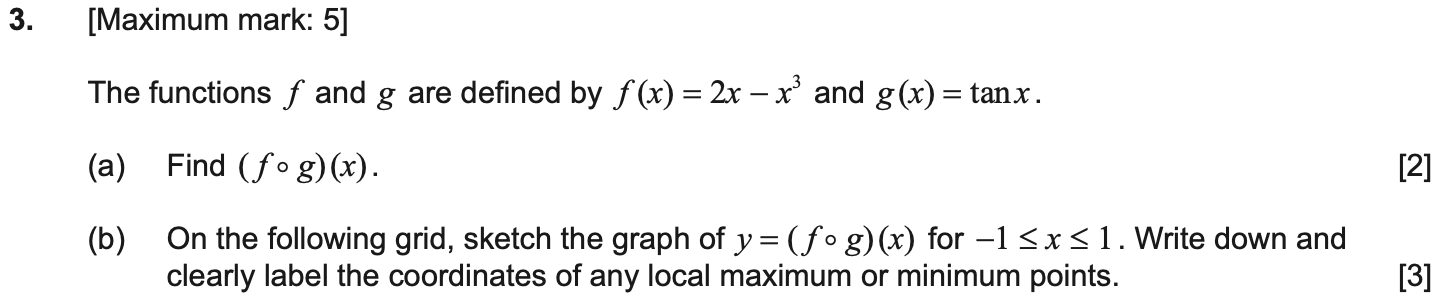 3. [Maximum mark: 5]
The functions f and g are defined by f(x) = 2x − x³ and g(x) = tan x.
(a) Find (f ∘ g)(x). [2]
(b) On the following grid, sketch the graph of y = (f ∘ g)(x) for −1 ≤ x ≤ 1. Write down and
clearly label the coordinates of any local maximum or minimum points. [3]